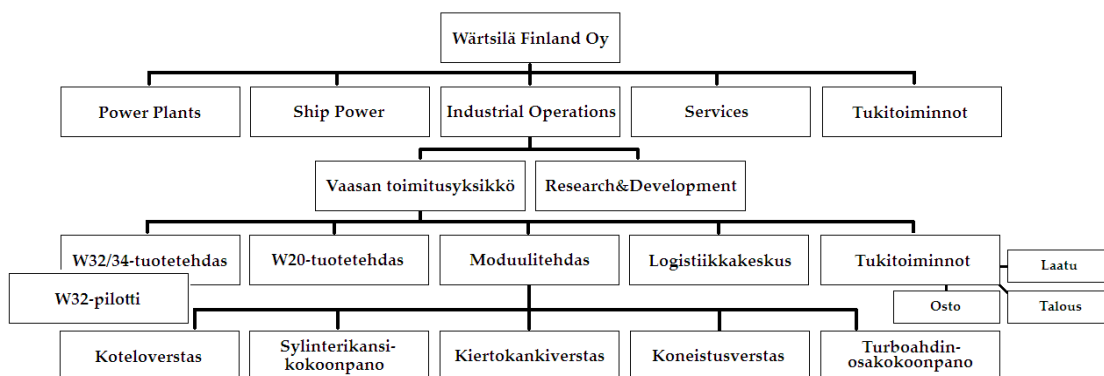 Wärtsilä Finland Oy
Power Plants
Ship Power
Industrial Operations
Services
Tukitoiminnot
Vaasan toimitusyksikkö
Research&Development
W32/34-tuotetehdas
W20-tuotetehdas
Moduulitehdas
Logistiikkakeskus
Tukitoiminnot
Laatu
W32-pilotti
Osto
Talous
Koteloverstas
Sylinterikansi-
kokoonpano
Kiertokankiverstas
Koneistusverstas
Turboahdin-
osakokoonpano